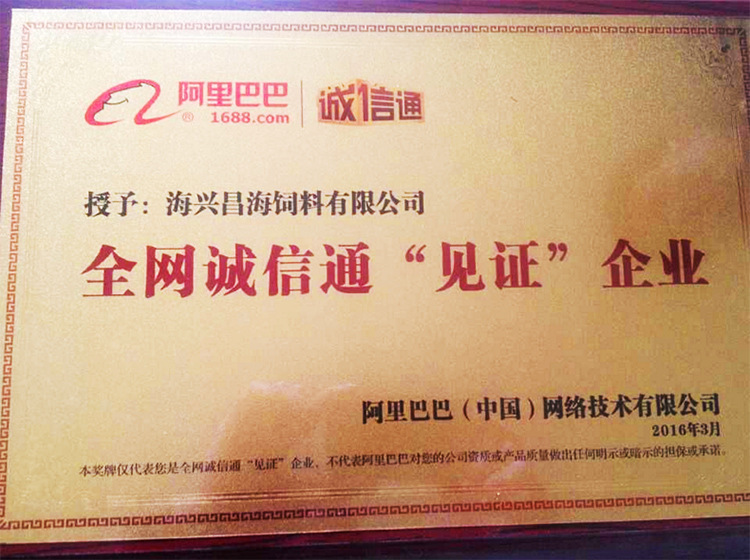 阿里巴巴 诚信通
® 1688.com
授予：海兴昌海饲料有限公司
全网诚信通“见证”企业
阿里巴巴（中国）网络技术有限公司
2016年3月
本奖牌仅代表您是全网诚信通“见证”企业、不代表阿里巴巴对您的公司资质或产品质量做出任何明示或暗示的担保或承诺。